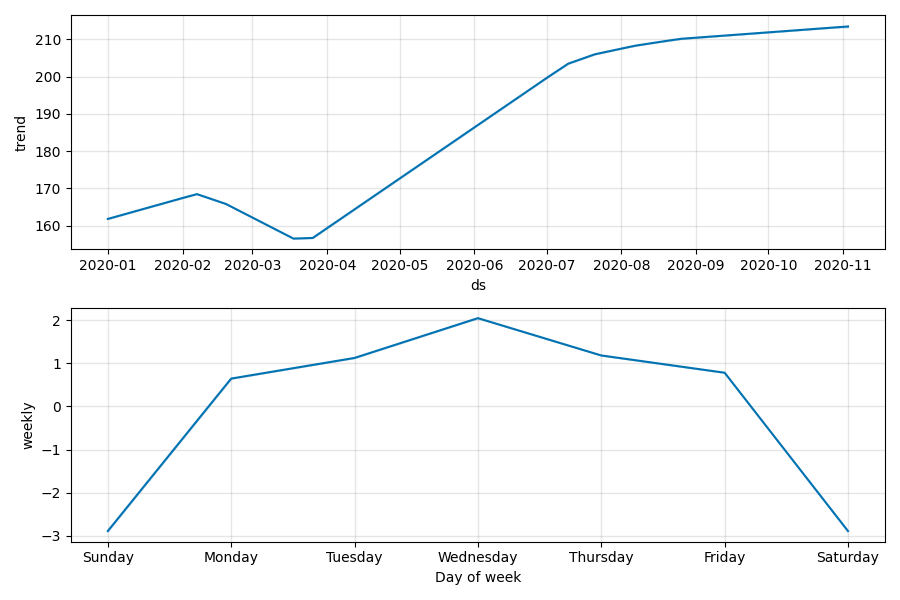 210
200
190
180
170
160
trend
2020-01 2020-02 2020-03 2020-04 2020-05 2020-06 2020-07 2020-08 2020-09 2020-10 2020-11
ds
2
1
0
−1
−2
−3
weekly
Sunday Monday Tuesday Wednesday Thursday Friday Saturday
Day of week